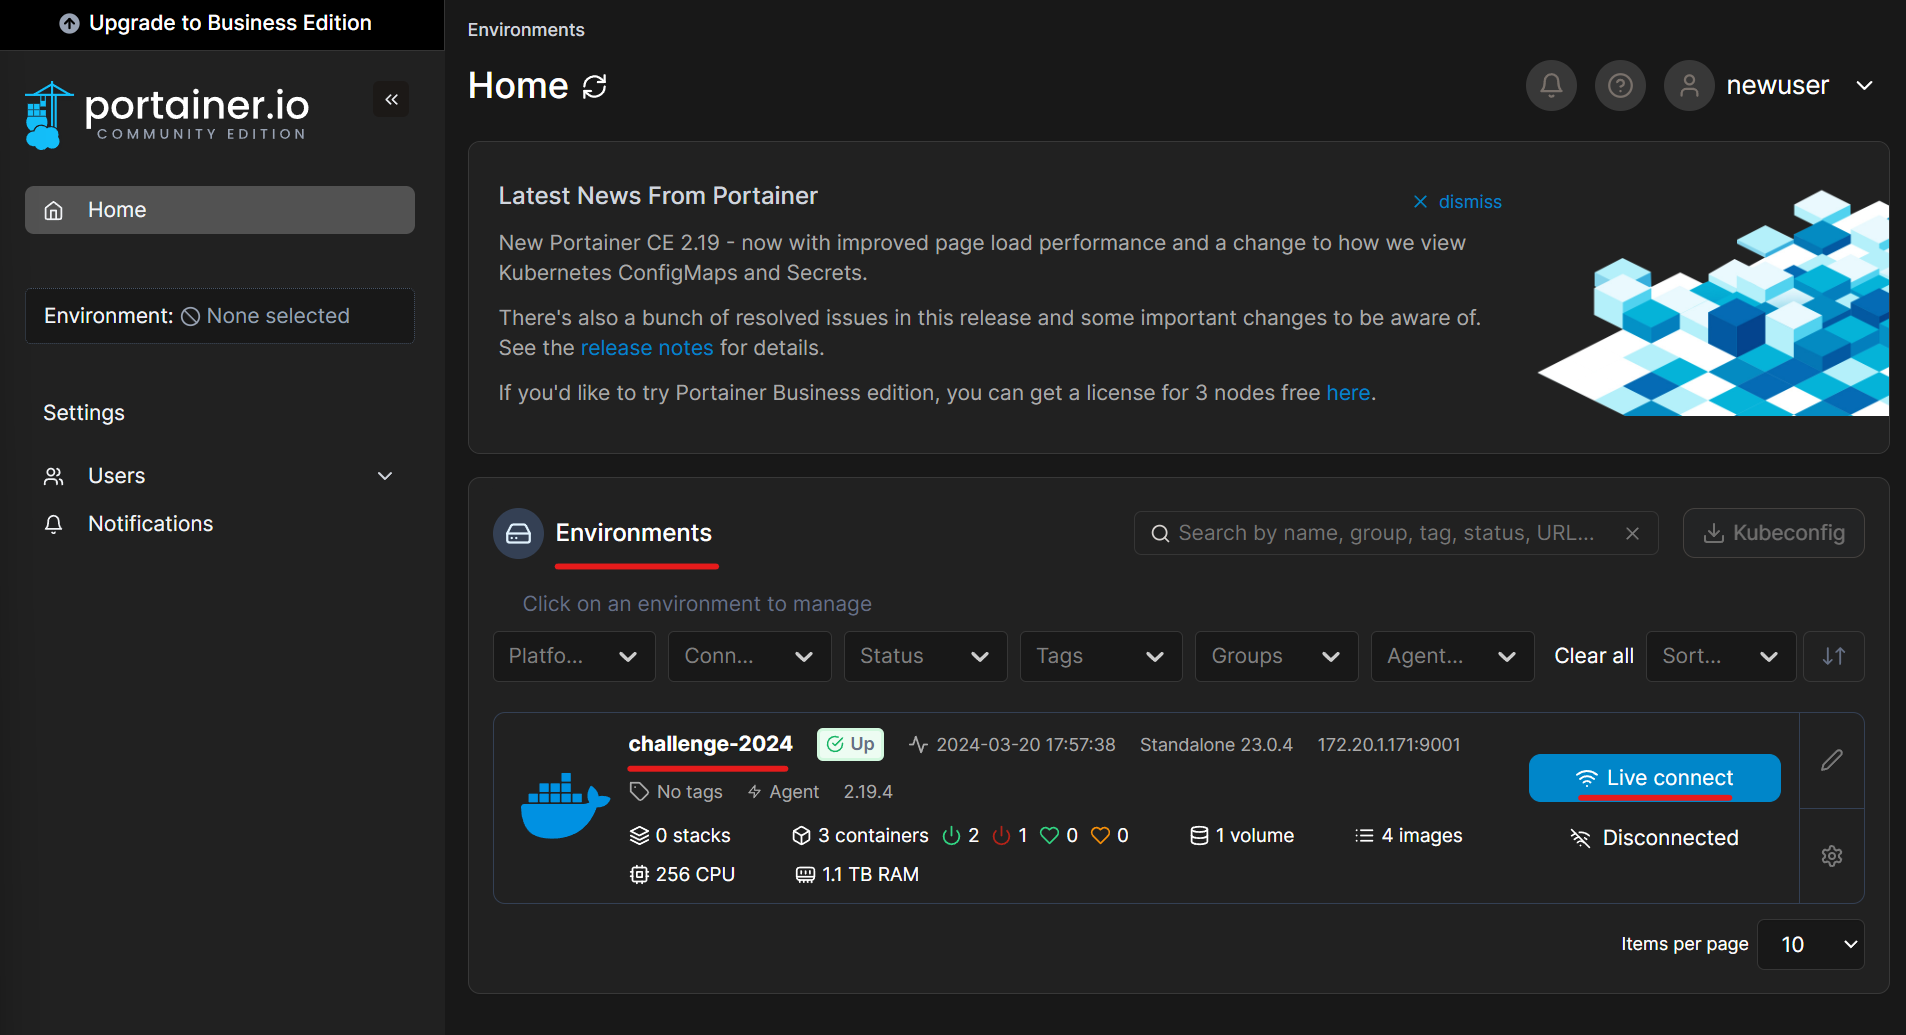 Upgrade to Business Edition
portainer.io
COMMUNITY EDITION
Home
Environment: None selected
Settings
Users
Notifications
Environments
Home
newuser
Latest News From Portainer
dismiss
New Portainer CE 2.19 - now with improved page load performance and a change to how we view
Kubernetes ConfigMaps and Secrets.
There's also a bunch of resolved issues in this release and some important changes to be aware of.
See the release notes for details.
If you'd like to try Portainer Business edition, you can get a license for 3 nodes free here.
Environments
Search by name, group, tag, status, URL...
Kubeconfig
Click on an environment to manage
Platfo...
Conn...
Status
Tags
Groups
Agent...
Clear all
Sort...
challenge-2024
Up
2024-03-20 17:57:38
Standalone 23.0.4
172.20.1.171:9001
No tags
Agent
2.19.4
Live connect
0 stacks
3 containers 2 1 0 0
1 volume
4 images
Disconnected
256 CPU
1.1 TB RAM
Items per page 10